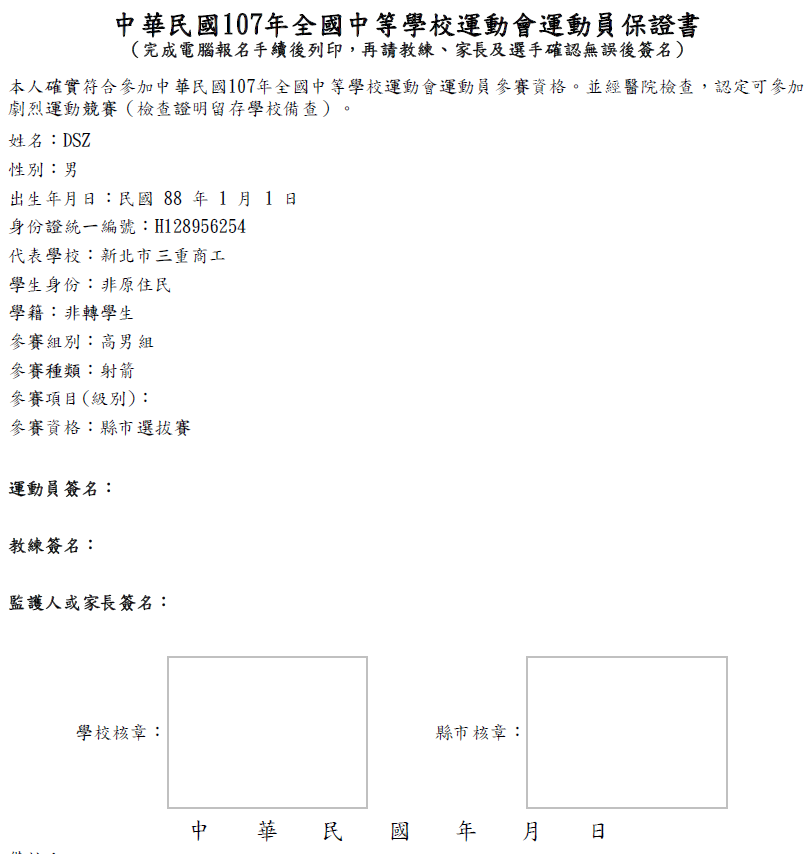 中華民國107年全國中等學校運動會運動員保證書
(完成電腦報名手續後列印，再請教練、家長及選手確認無誤後簽名)
本人確實符合參加中華民國107年全國中等學校運動會運動員參賽資格。並經醫院檢查，認定可參加
劇烈運動競賽（檢查證明留存學校備查）。
姓名：DSZ
性別：男
出生年月日：民國 88 年 1 月 1 日
身份證統一編號：H128956254
代表學校：新北市三重商工
學生身份：非原住民
學籍：非轉學生
參賽組別：高男組
參賽種類：射箭
參賽項目(級別)：
參賽資格：縣市選拔賽
運動員簽名：
教練簽名：
監護人或家長簽名：
學校核章： 縣市核章：
中 華 民 國 年 月 日